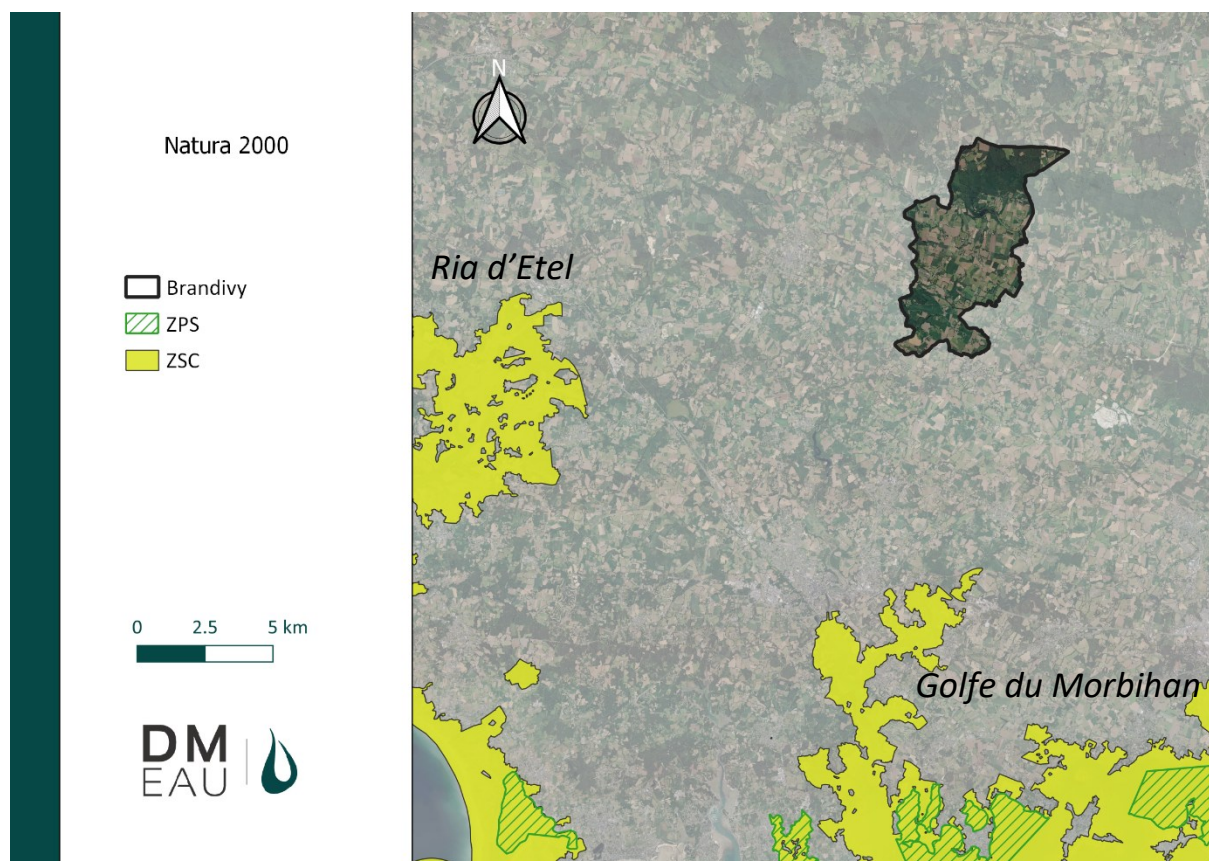 Natura 2000
Brandivy
ZPS
ZSC
0 2.5 5 km
DM
EAU
N
Ria d’Etel
Golfe du Morbihan